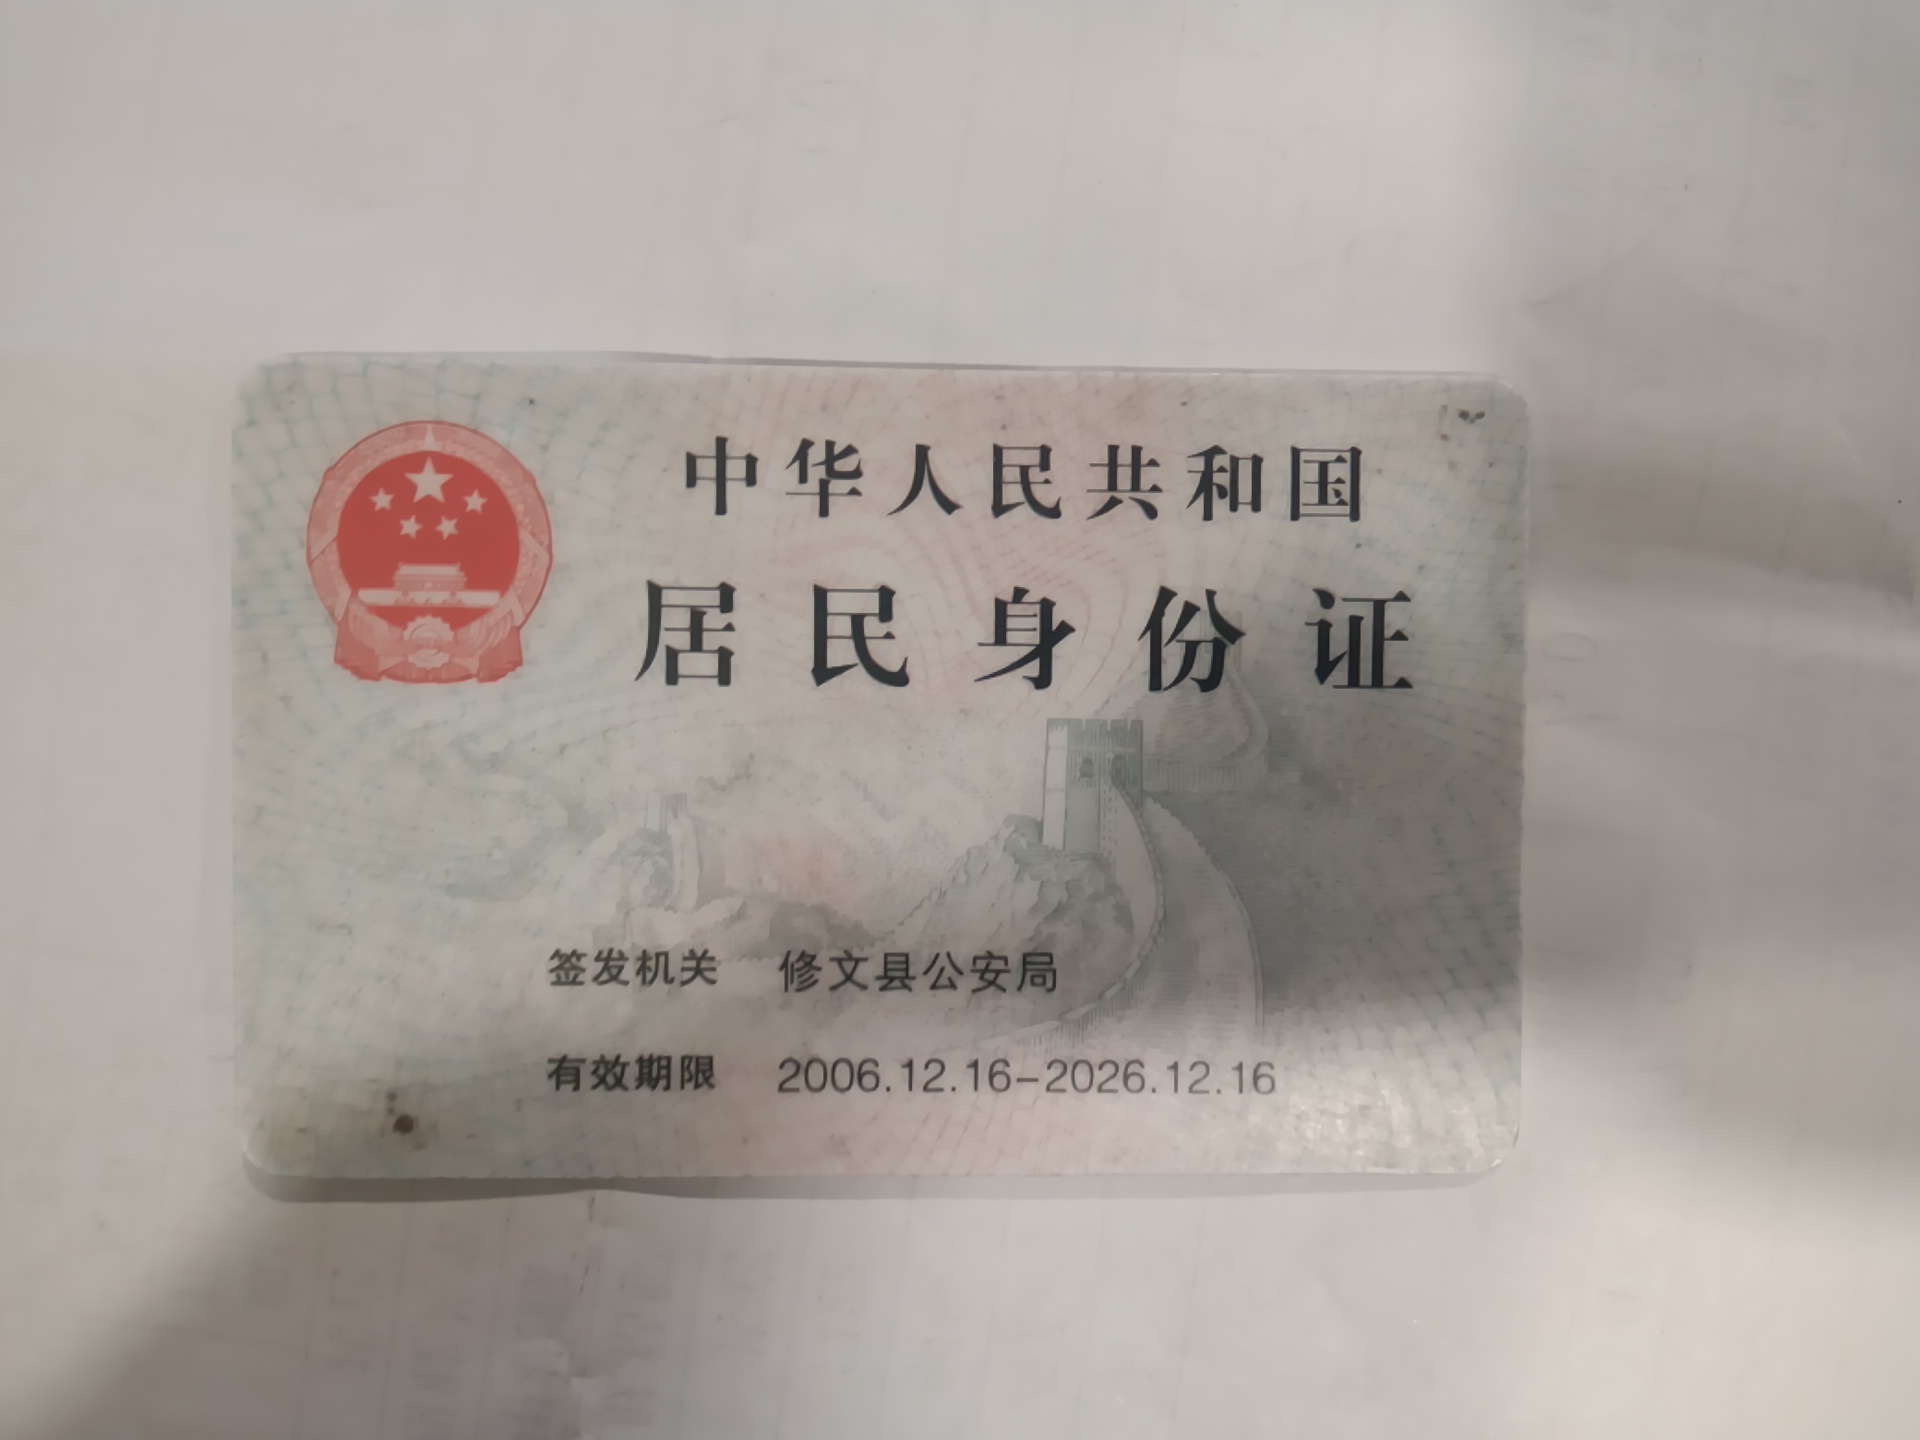 中华人民共和国
居民身份证
签发机关 修文县公安局
有效期限 2006.12.16-2026.12.16